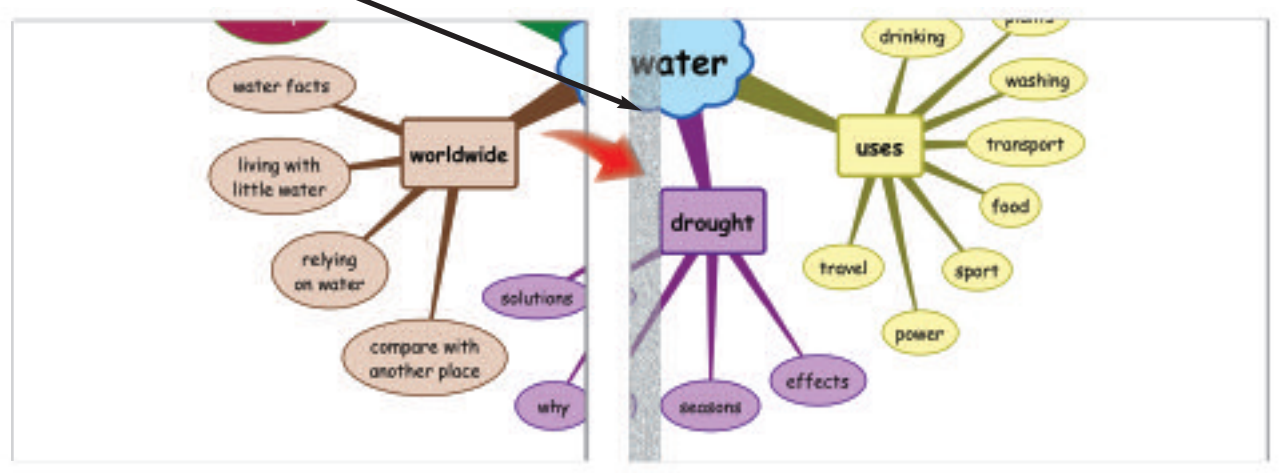 water facts
living with
little water
relying
on water
compare with
another place
worldwide
solutions
why
water
drought
seasons
effects
uses
drinking
plants
washing
transport
food
sport
power
travel